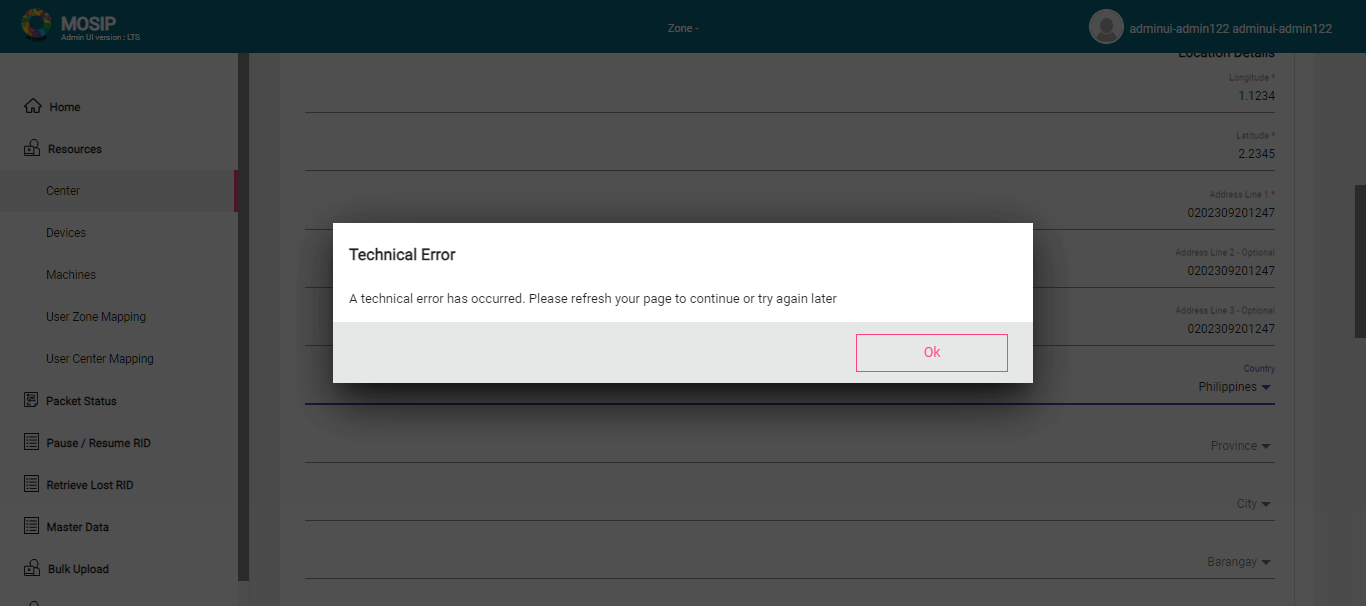 MOSIP
Admin UI version : LTS
Zone -
adminui-admin122 adminui-admin122
Home
Resources
Center
Devices
Machines
User Zone Mapping
User Center Mapping
Packet Status
Pause / Resume RID
Retrieve Lost RID
Master Data
Bulk Upload
Location Details
Longitude *
1.1234
Latitude *
2.2345
Address Line 1 *
0202309201247
Address Line 2 - Optional
0202309201247
Address Line 3 - Optional
0202309201247
Country
Philippines
Province
City
Barangay
Technical Error
A technical error has occurred. Please refresh your page to continue or try again later
Ok